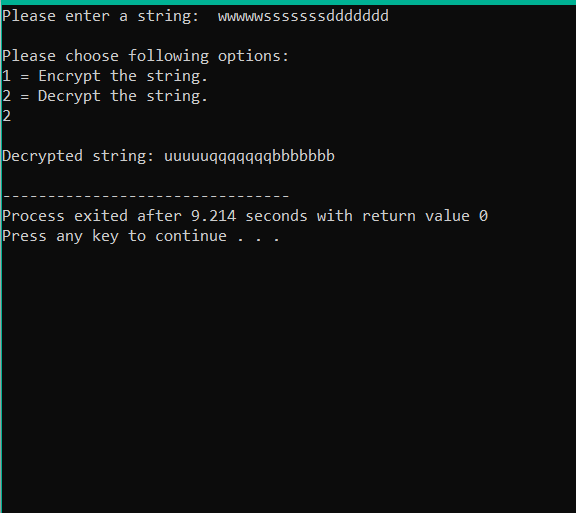 Please enter a string:  wwwwwsssssssddddddd
Please choose following options:
1 = Encrypt the string.
2 = Decrypt the string.
2
Decrypted string: uuuuuqqqqqqqbbbbbbb
--------------------------------
Process exited after 9.214 seconds with return value 0
Press any key to continue . . .